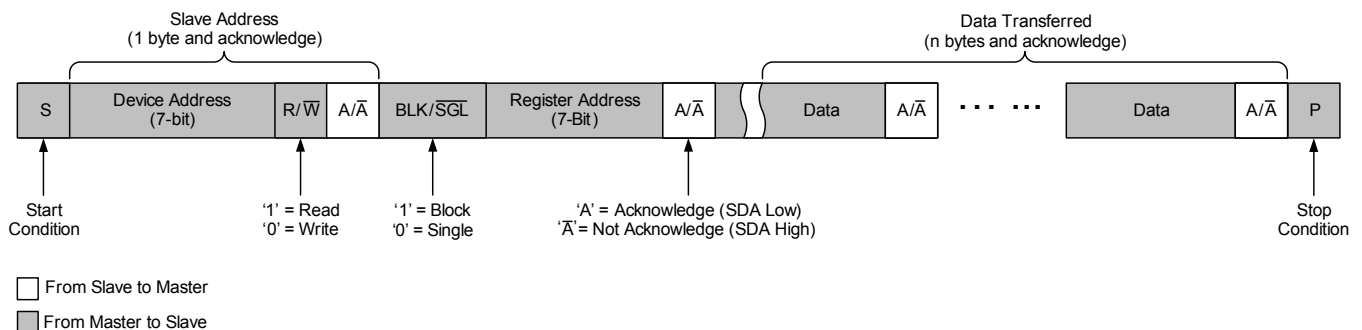 Slave Address
(1 byte and acknowledge)
Data Transferred
(n bytes and acknowledge)
S
Device Address
(7-bit)
R/W̅
A/A̅
BLK/S̅G̅L̅
Register Address
(7-Bit)
A/A̅
Data
A/A̅
Data
A/A̅
P
Start
Condition
‘1’ = Read
‘0’ = Write
‘1’ = Block
‘0’ = Single
‘A’ = Acknowledge (SDA Low)
‘A̅’ = Not Acknowledge (SDA High)
Stop
Condition
From Slave to Master
From Master to Slave